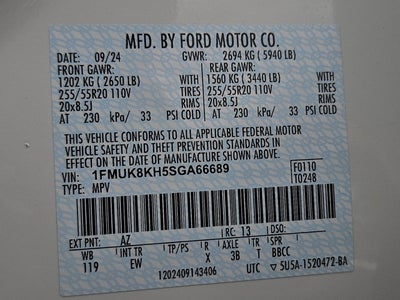 MFD. BY FORD MOTOR CO.
DATE: 09/24 GVWR: 2694 KG ( 5940 LB)
FRONT GAWR: REAR GAWR:
1202 KG ( 2650 LB) WITH 1560 KG ( 3440 LB) WITH
255/55R20 110V TIRES 255/55R20 110V TIRES
20x8.5J RIMS 20x8.5J RIMS
AT 230 kPa/ 33 PSI COLD AT 230 kPa/ 33 PSI COLD
THIS VEHICLE CONFORMS TO ALL APPLICABLE FEDERAL MOTOR
VEHICLE SAFETY AND THEFT PREVENTION STANDARDS IN
EFFECT ON THE DATE OF MANUFACTURE SHOWN ABOVE.
VIN: 1FMUK8KH5SGA66689 F0110
TYPE: MPV T0248
EXT PNT: AZ RC: 13 DSO:
WB INT TR TP/PS R AXLE TR SPR
119 EW X 3B T BBCC
1202409143406 UTC ▽ 5U5A-1520472-BA